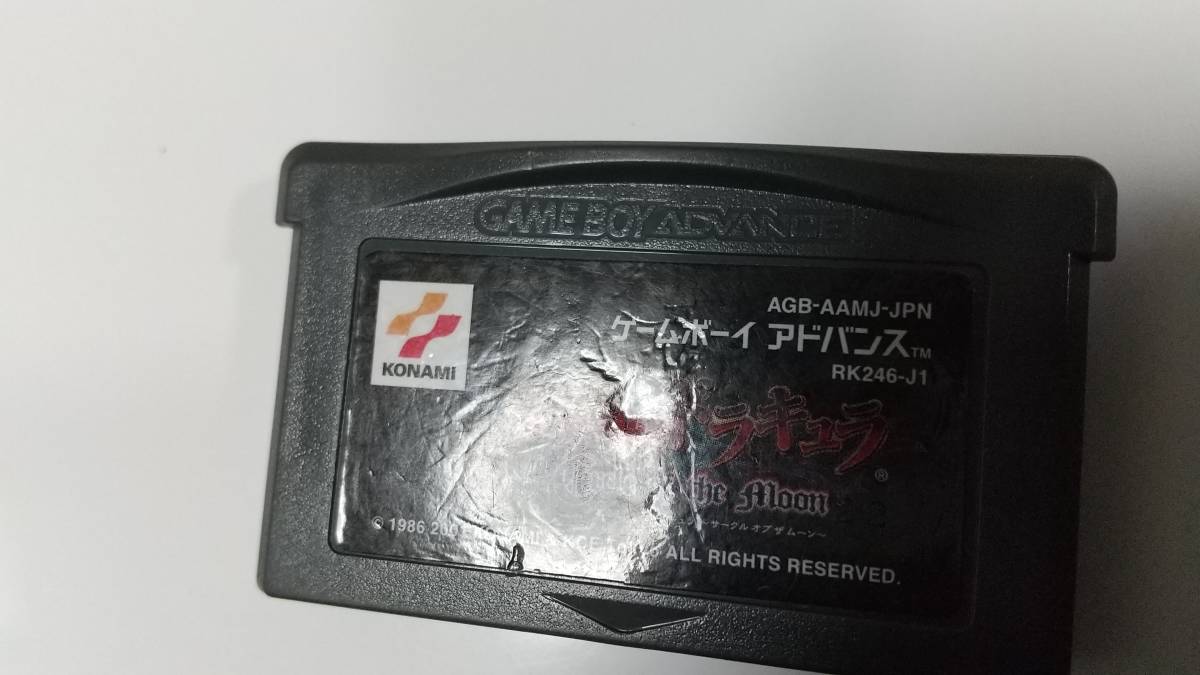 GAME BOY ADVANCE
KONAMI
AGB-AAMJ-JPN
ケームボーイ アドバンス™
RK246-J1
ドラキュラ®
the Moon
サークル オブ ザ ムーン～
© 1986 ALL RIGHTS RESERVED.